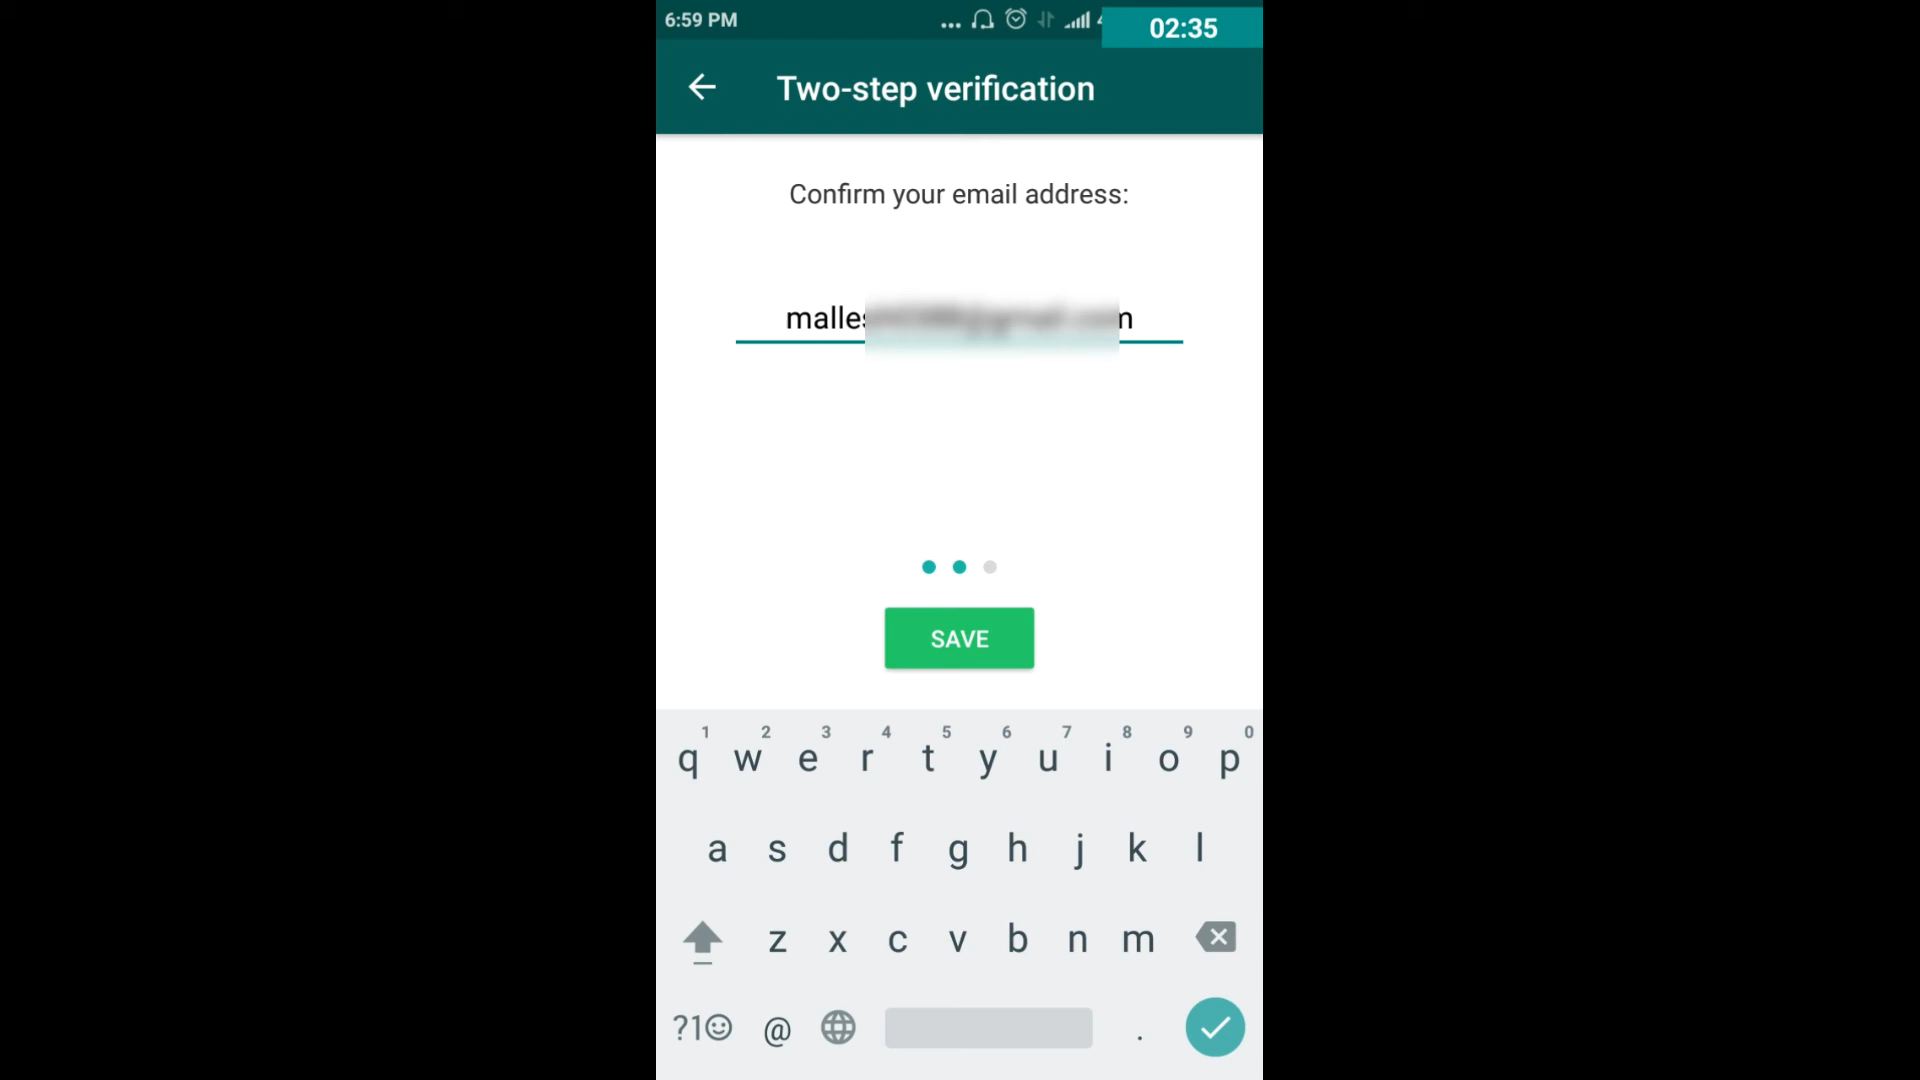 6:59 PM
02:35
Two-step verification
Confirm your email address:
SAVE
1 2 3 4 5 6 7 8 9 0
q w e r t y u i o p
a s d f g h j k l
z x c v b n m
?1 @ .